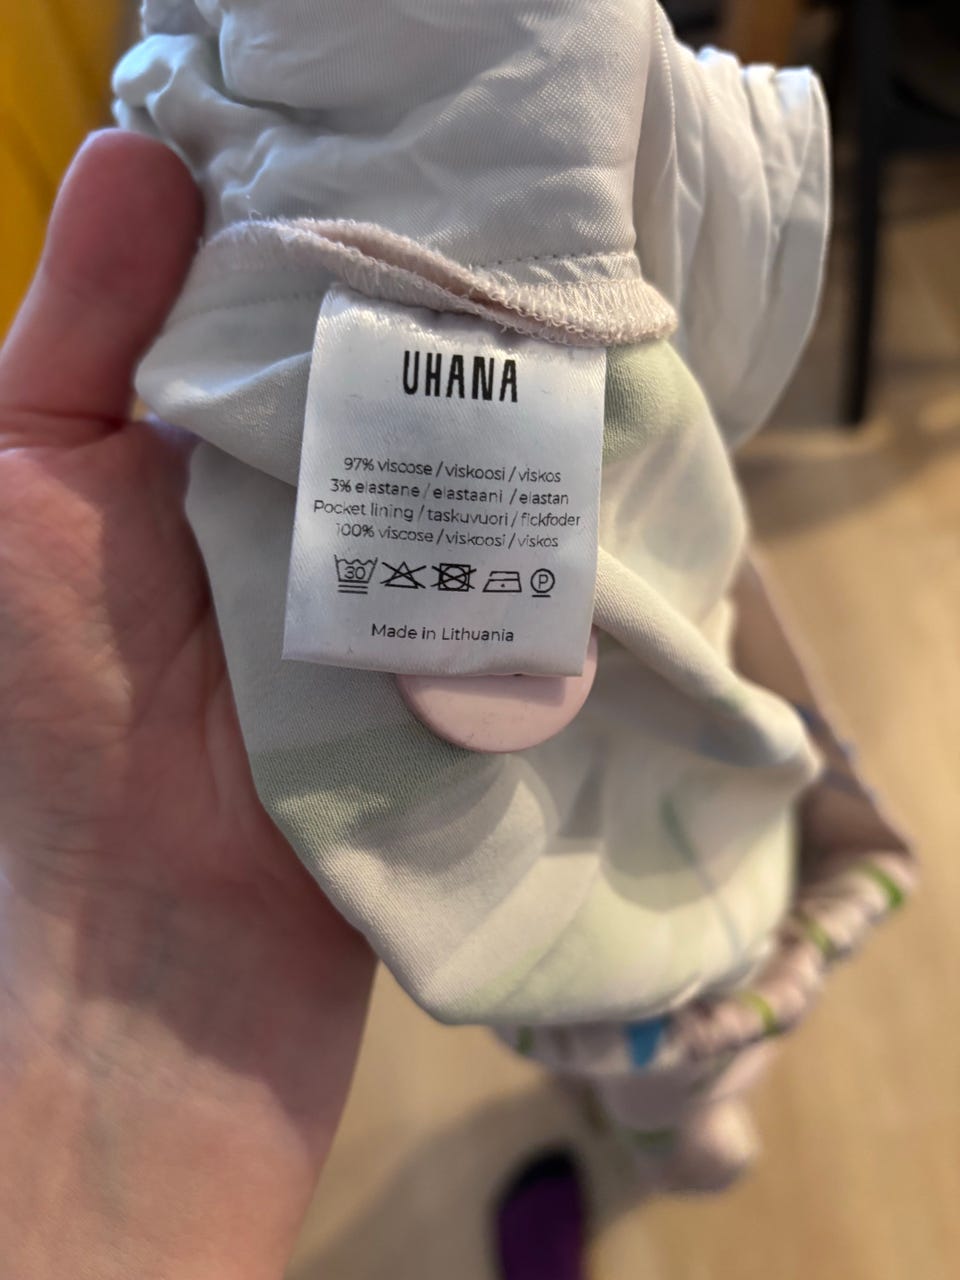 UHANA
97% viscose / viskoosi / viskos
3% elastane / elastaani / elastan
Pocket lining / taskuvuori / fickfoder
100% viscose / viskoosi / viskos
30
P
Made in Lithuania